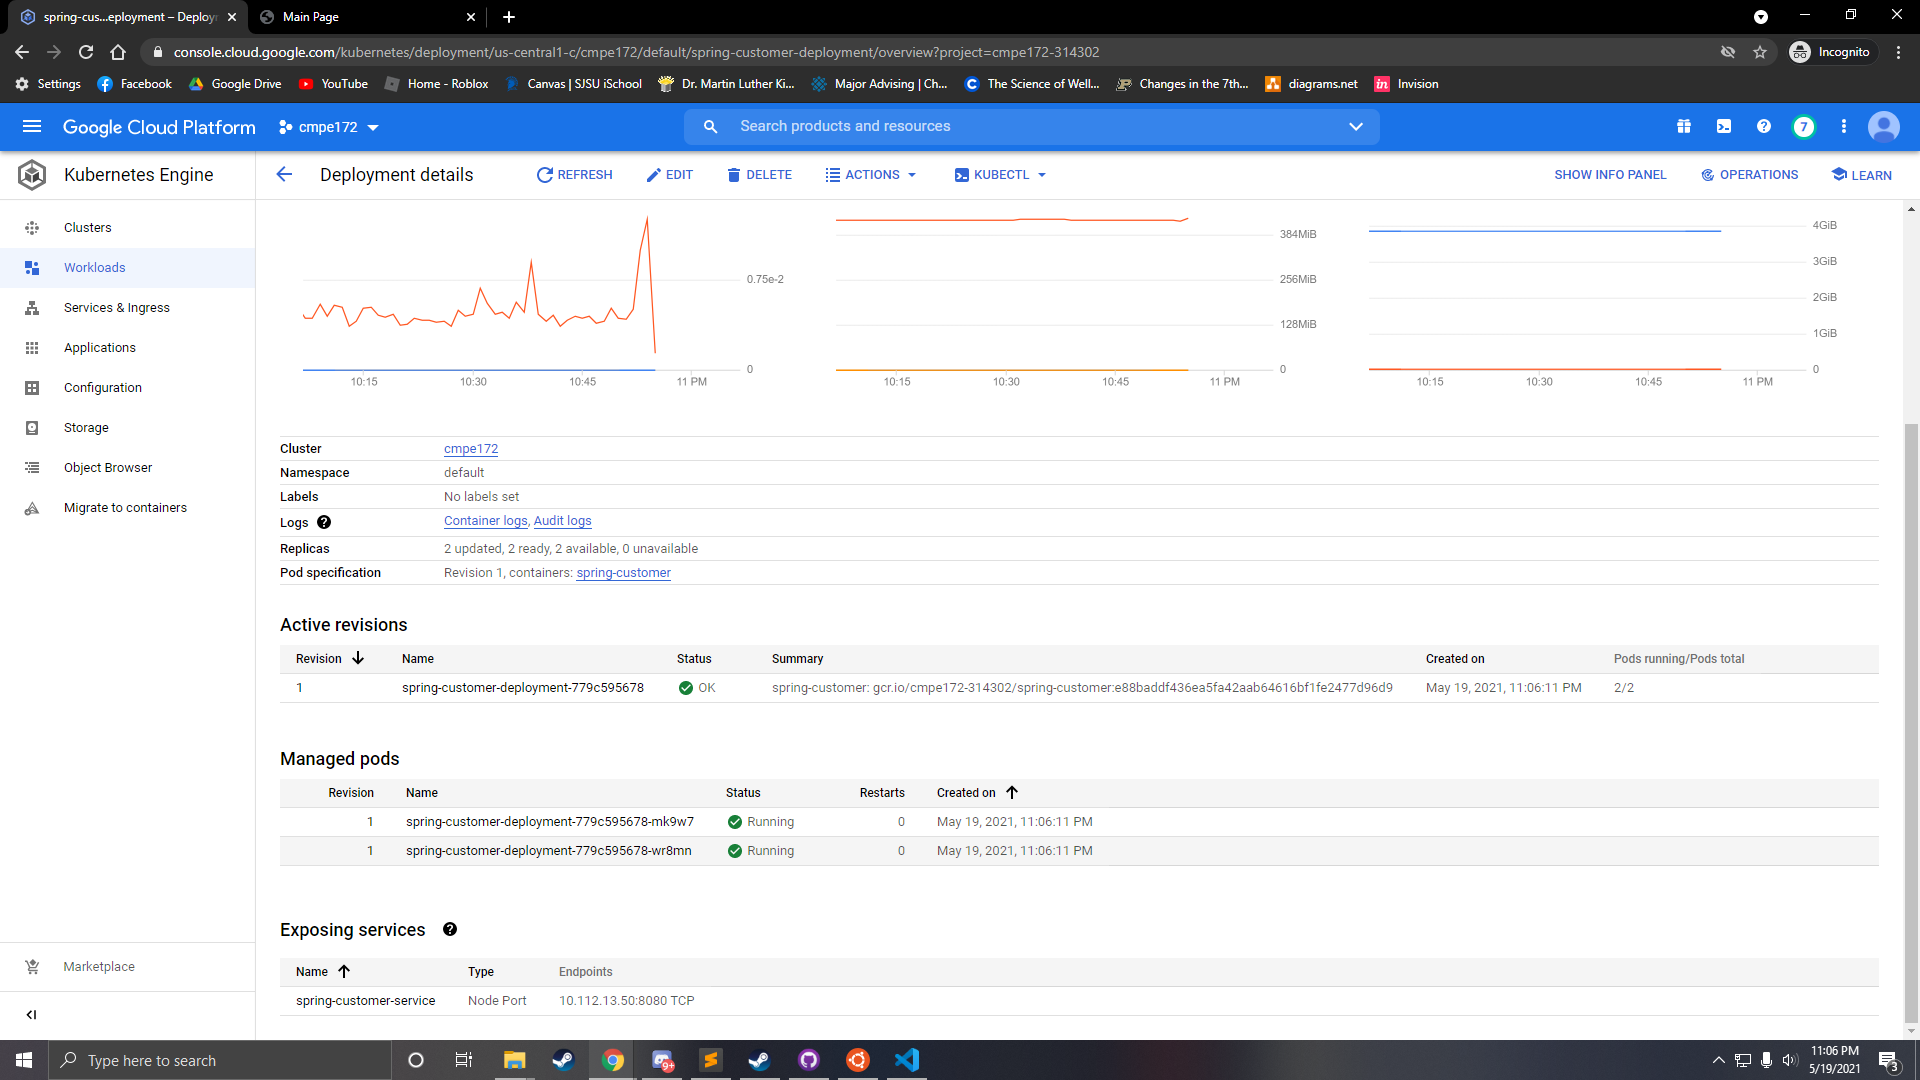 spring-cus...eployment – Deploy
Main Page
console.cloud.google.com/kubernetes/deployment/us-central1-c/cmpe172/default/spring-customer-deployment/overview?project=cmpe172-314302
Incognito
Settings
Facebook
Google Drive
YouTube
Home - Roblox
Canvas | SJSU iSchool
Dr. Martin Luther Ki...
Major Advising | Ch...
The Science of Well...
Changes in the 7th...
diagrams.net
in Invision
Google Cloud Platform
cmpe172
Search products and resources
7
Kubernetes Engine
Deployment details
REFRESH
EDIT
DELETE
ACTIONS
KUBECTL
SHOW INFO PANEL
OPERATIONS
LEARN
Clusters
Workloads
Services & Ingress
Applications
Configuration
Storage
Object Browser
Migrate to containers
Marketplace
0.75e-2
0
10:15 10:30 10:45 11 PM
384MiB
256MiB
128MiB
0
10:15 10:30 10:45 11 PM
4GiB
3GiB
2GiB
1GiB
0
10:15 10:30 10:45 11 PM
Cluster cmpe172
Namespace default
Labels No labels set
Logs Container logs, Audit logs
Replicas 2 updated, 2 ready, 2 available, 0 unavailable
Pod specification Revision 1, containers: spring-customer
Active revisions
Revision Name Status Summary Created on Pods running/Pods total
1 spring-customer-deployment-779c595678 OK spring-customer: gcr.io/cmpe172-314302/spring-customer:e88baddf436ea5fa42aab64616bf1fe2477d96d9 May 19, 2021, 11:06:11 PM 2/2
Managed pods
Revision Name Status Restarts Created on
1 spring-customer-deployment-779c595678-mk9w7 Running 0 May 19, 2021, 11:06:11 PM
1 spring-customer-deployment-779c595678-wr8mn Running 0 May 19, 2021, 11:06:11 PM
Exposing services
Name Type Endpoints
spring-customer-service Node Port 10.112.13.50:8080 TCP
Type here to search
9+
11:06 PM
5/19/2021
3